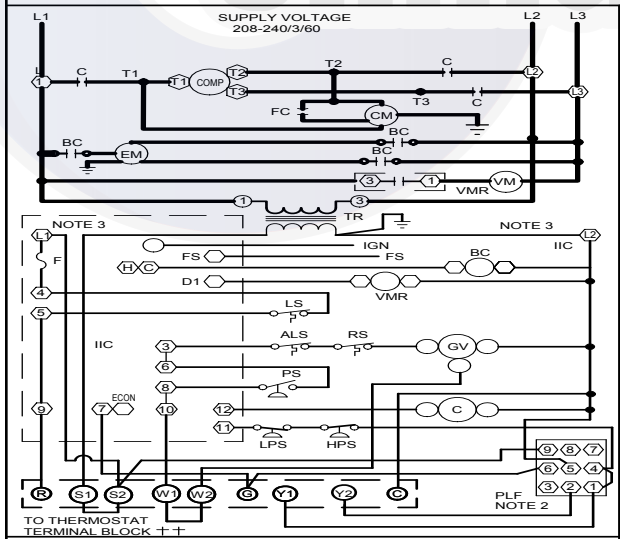 L1 SUPPLY VOLTAGE L2 L3
208-240/3/60
C T1 T1 COMP T2 T2 C
1 T3 L2
FC CM T3 C L3
BC EM BC
BC
3 1 VM
VMR
1 3
TR
NOTE 3 NOTE 3
L1 IGN IIC L2
F FS FS BC
H C
D1 VMR
4 LS
5
ALS RS
IIC 3 GV
6 PS
8
ECON
9 7 10 12 C
11
LPS HPS
9 8 7
6 5 4
3 2 1
R S1 S2 W1 W2 G Y1 Y2 C
PLF
NOTE 2
TO THERMOSTAT
TERMINAL BLOCK ++